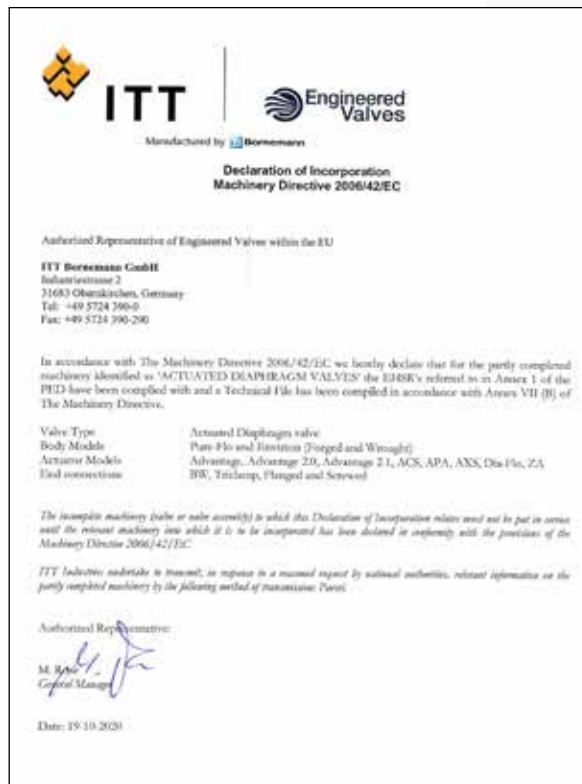 ITT
Engineered
Valves
Manufactured by Bornemann
Declaration of Incorporation
Machinery Directive 2006/42/EC
Authorized Representative of Engineered Valves within the EU
ITT Bornemann GmbH
Industriestrasse 2
31683 Obernkirchen, Germany
Tel: +49 5724 390-0
Fax: +49 5724 390-290
In accordance with The Machinery Directive 2006/42/EC we hereby declare that for the partly completed
machinery identified as 'ACTUATED DIAPHRAGM VALVES' the EHSR's referred to in Annex 1 of the
PED have been complied with and a Technical File has been compiled in accordance with Annex VII (B) of
The Machinery Directive.
Valve Type Actuated Diaphragm valve
Body Models Pure-Flo and Envizion (Forged and Wrought)
Actuator Models Advantage, Advantage 2.0, Advantage 2.1, ACS, APA, AXS, Dia-Flo, ZA
End connections BW, Triclamp, Flanged and Screwed
The incomplete machinery (valve or valve assembly) to which this Declaration of Incorporation relates must not be put in service
until the relevant machinery into which it is to be incorporated has been declared in conformity with the provisions of the
Machinery Directive 2006/42/EC
ITT Industries undertake to transmit, in response to a reasoned request by national authorities, relevant information on the
partly completed machinery by the following method of transmission:
Authorized Representative:
M.
General Manager
Date: 19-10-2020